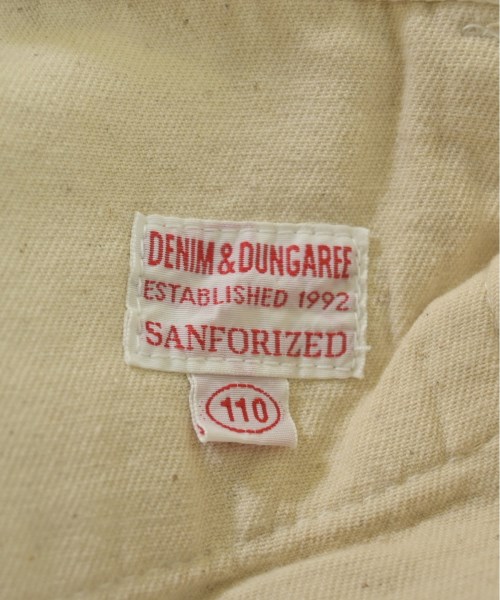 DENIM & DUNGAREE
ESTABLISHED 1992
SANFORIZED
110